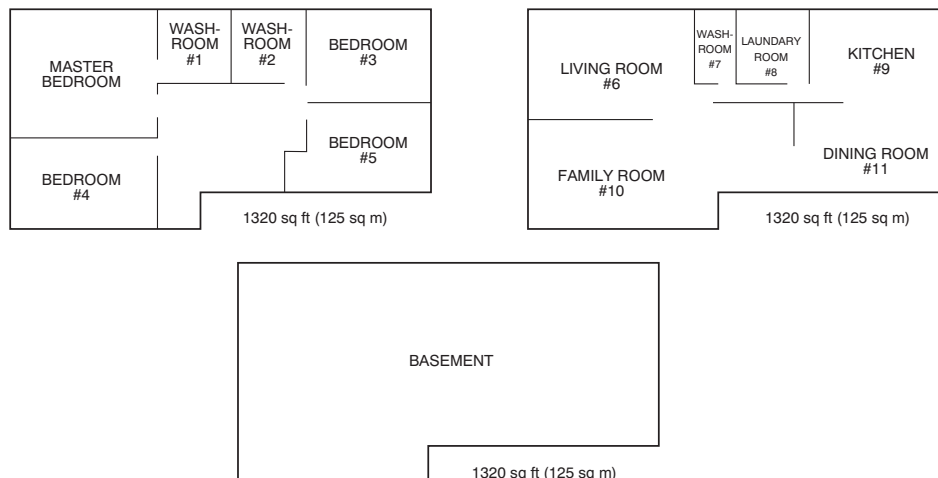 MASTER
BEDROOM
WASH-
ROOM
#1
WASH-
ROOM
#2
BEDROOM
#3
BEDROOM
#4
BEDROOM
#5
1320 sq ft (125 sq m)
LIVING ROOM
#6
WASH-
ROOM
#7
LAUNDARY
ROOM
#8
KITCHEN
#9
FAMILY ROOM
#10
DINING ROOM
#11
1320 sq ft (125 sq m)
BASEMENT
1320 sq ft (125 sq m)